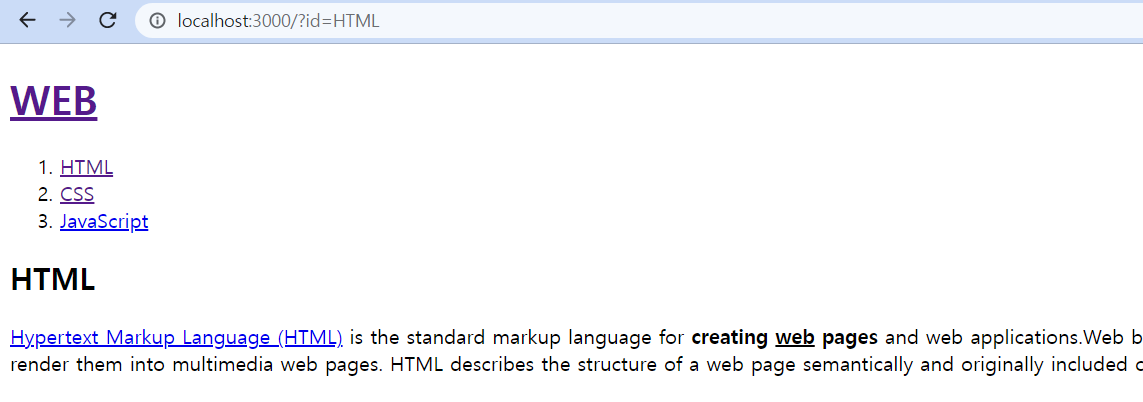 localhost:3000/?id=HTML
WEB
1. HTML
2. CSS
3. JavaScript
HTML
Hypertext Markup Language (HTML) is the standard markup language for creating web pages and web applications.Web
render them into multimedia web pages. HTML describes the structure of a web page semantically and originally included